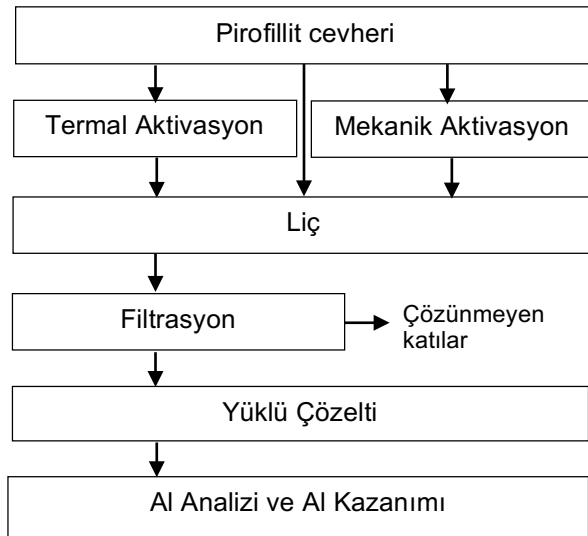 Pirofillit cevheri
Termal Aktivasyon
Mekanik Aktivasyon
Liç
Filtrasyon
Çözünmeyen
katılar
Yüklü Çözelti
Al Analizi ve Al Kazanımı